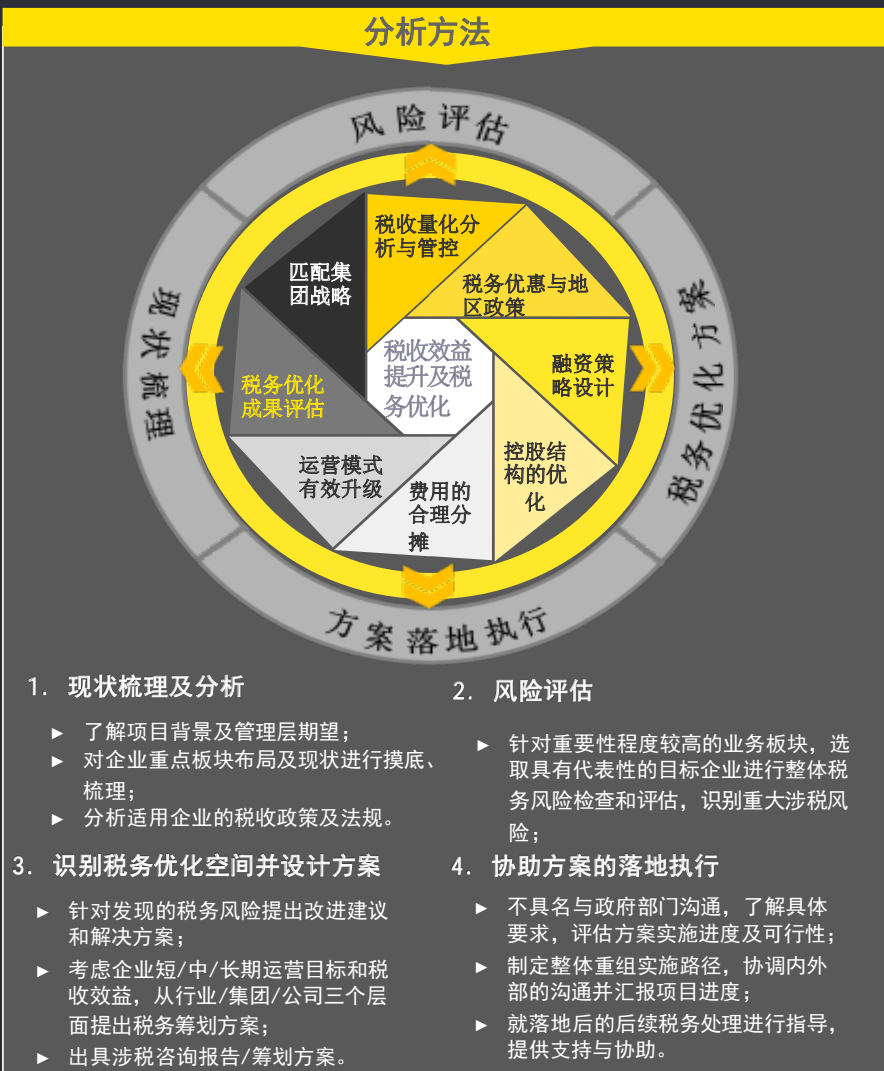 分析方法
风险评估
税收量化分
析与管控
匹配集
团战略
税务优惠与地
区政策
现状梳理
税务优化方案
税收效益
提升及税
务优化
融资策
略设计
税务优化
成果评估
控股结
构的优
化
运营模式
有效升级
费用的
合理分
摊
方案落地执行
1. 现状梳理及分析
► 了解项目背景及管理层期望；
► 对企业重点板块布局及现状进行摸底、
梳理；
► 分析适用企业的税收政策及法规。
2. 风险评估
► 针对重要性程度较高的业务板块，选
取具有代表性的目标企业进行整体税
务风险检查和评估，识别重大涉税风
险；
3. 识别税务优化空间并设计方案
► 针对发现的税务风险提出改进建议
和解决方案；
► 考虑企业短/中/长期运营目标和税
收效益，从行业/集团/公司三个层
面提出税务筹划方案；
► 出具涉税咨询报告/筹划方案。
4. 协助方案的落地执行
► 不具名与政府部门沟通，了解具体
要求，评估方案实施进度及可行性；
► 制定整体重组实施路径，协调内外
部的沟通并汇报项目进度；
► 就落地后的后续税务处理进行指导，
提供支持与协助。